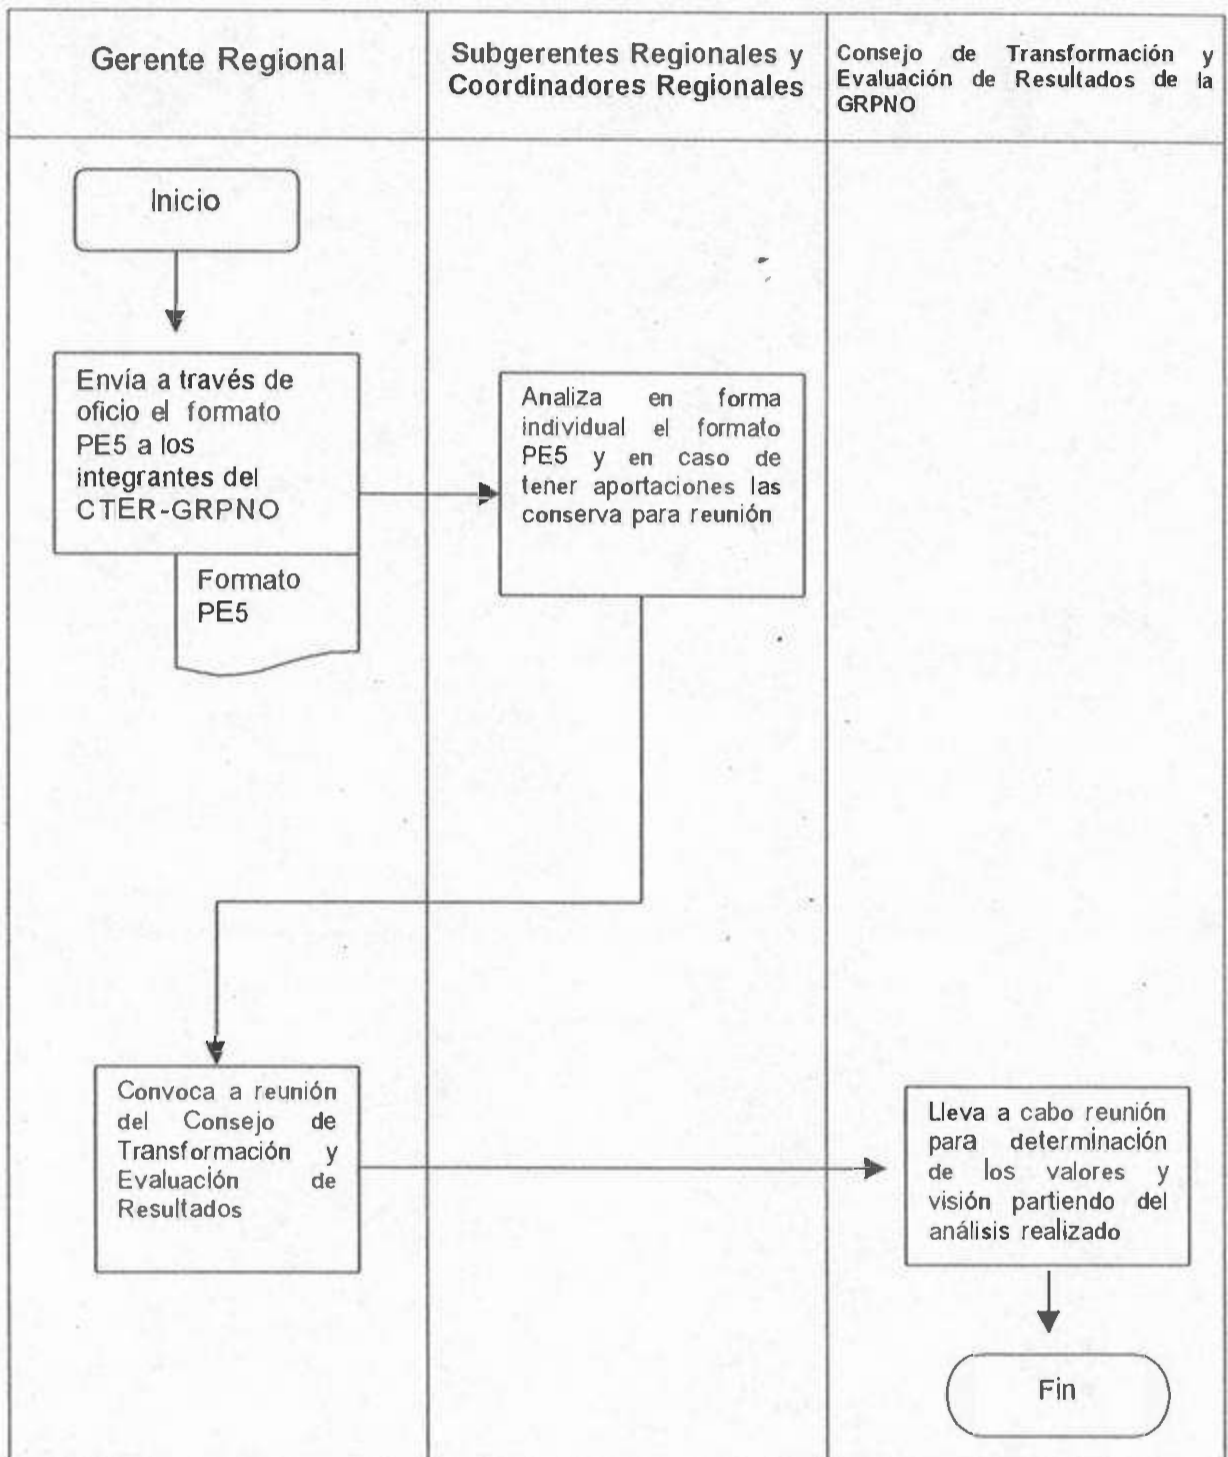 Gerente Regional
Subgerentes Regionales y
Coordinadores Regionales
Consejo de Transformación y
Evaluación de Resultados de la
GRPNO
Inicio
Envía a través de
oficio el formato
PE5 a los
integrantes del
CTER-GRPNO
Formato
PE5
Analiza en forma
individual el formato
PE5 y en caso de
tener aportaciones las
conserva para reunión
Convoca a reunión
del Consejo de
Transformación y
Evaluación de
Resultados
Lleva a cabo reunión
para determinación
de los valores y
visión partiendo del
análisis realizado
Fin